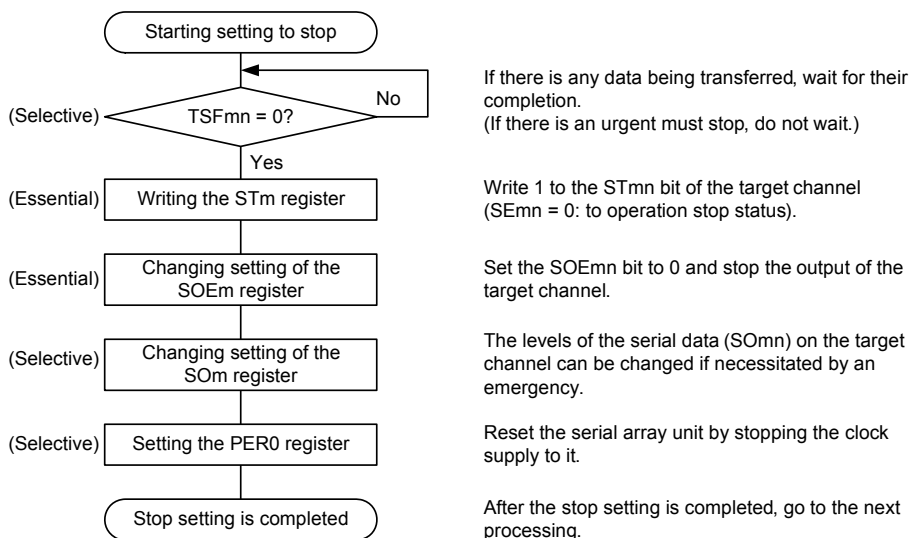 Starting setting to stop
If there is any data being transferred, wait for their
completion.
(If there is an urgent must stop, do not wait.)
(Selective)
TSFmn = 0?
No
Yes
(Essential)
Writing the STm register
Write 1 to the STmn bit of the target channel
(SEmn = 0: to operation stop status).
(Essential)
Changing setting of the
SOEm register
Set the SOEmn bit to 0 and stop the output of the
target channel.
(Selective)
Changing setting of the
SOm register
The levels of the serial data (SOmn) on the target
channel can be changed if necessitated by an
emergency.
(Selective)
Setting the PER0 register
Reset the serial array unit by stopping the clock
supply to it.
Stop setting is completed
After the stop setting is completed, go to the next
processing.